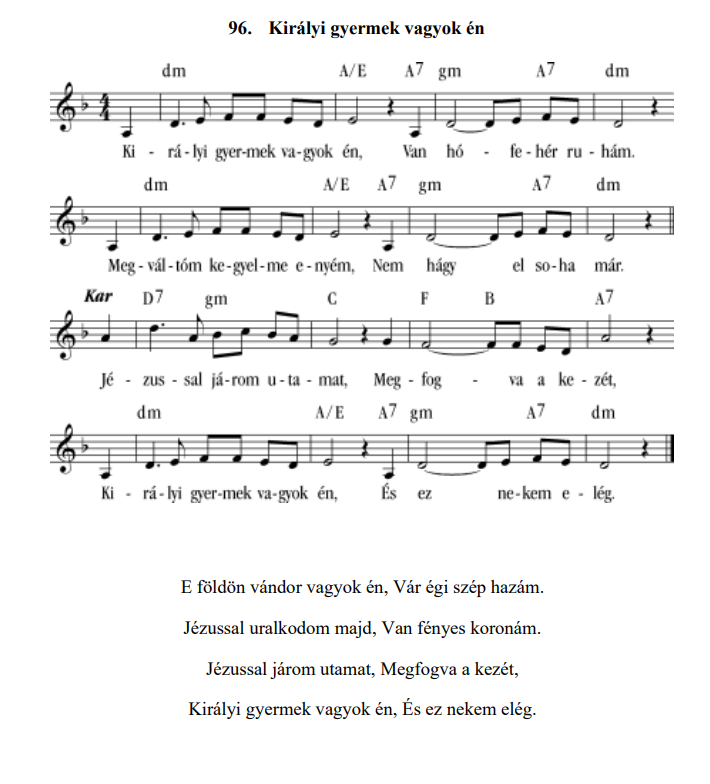 96. Királyi gyermek vagyok én
dm A/E A7 gm A7 dm
4/4
Ki - rá - lyi gyer-mek va-gyok én, Van hó - fe - hér ru - hám.
dm A/E A7 gm A7 dm
Meg - vál-tóm ke-gyel-me e-nyém, Nem hágy el so-ha már.
Kar D7 gm C F B A7
Jé - zus - sal já-rom u-ta-mat, Meg - fog - va a ke - zét,
dm A/E A7 gm A7 dm
Ki - rá-lyi gyer-mek va-gyok én, És ez ne-kem e - lég.
E földön vándor vagyok én, Vár égi szép hazám.
Jézussal uralkodom majd, Van fényes koronám.
Jézussal járom utamat, Megfogva a kezét,
Királyi gyermek vagyok én, És ez nekem elég.